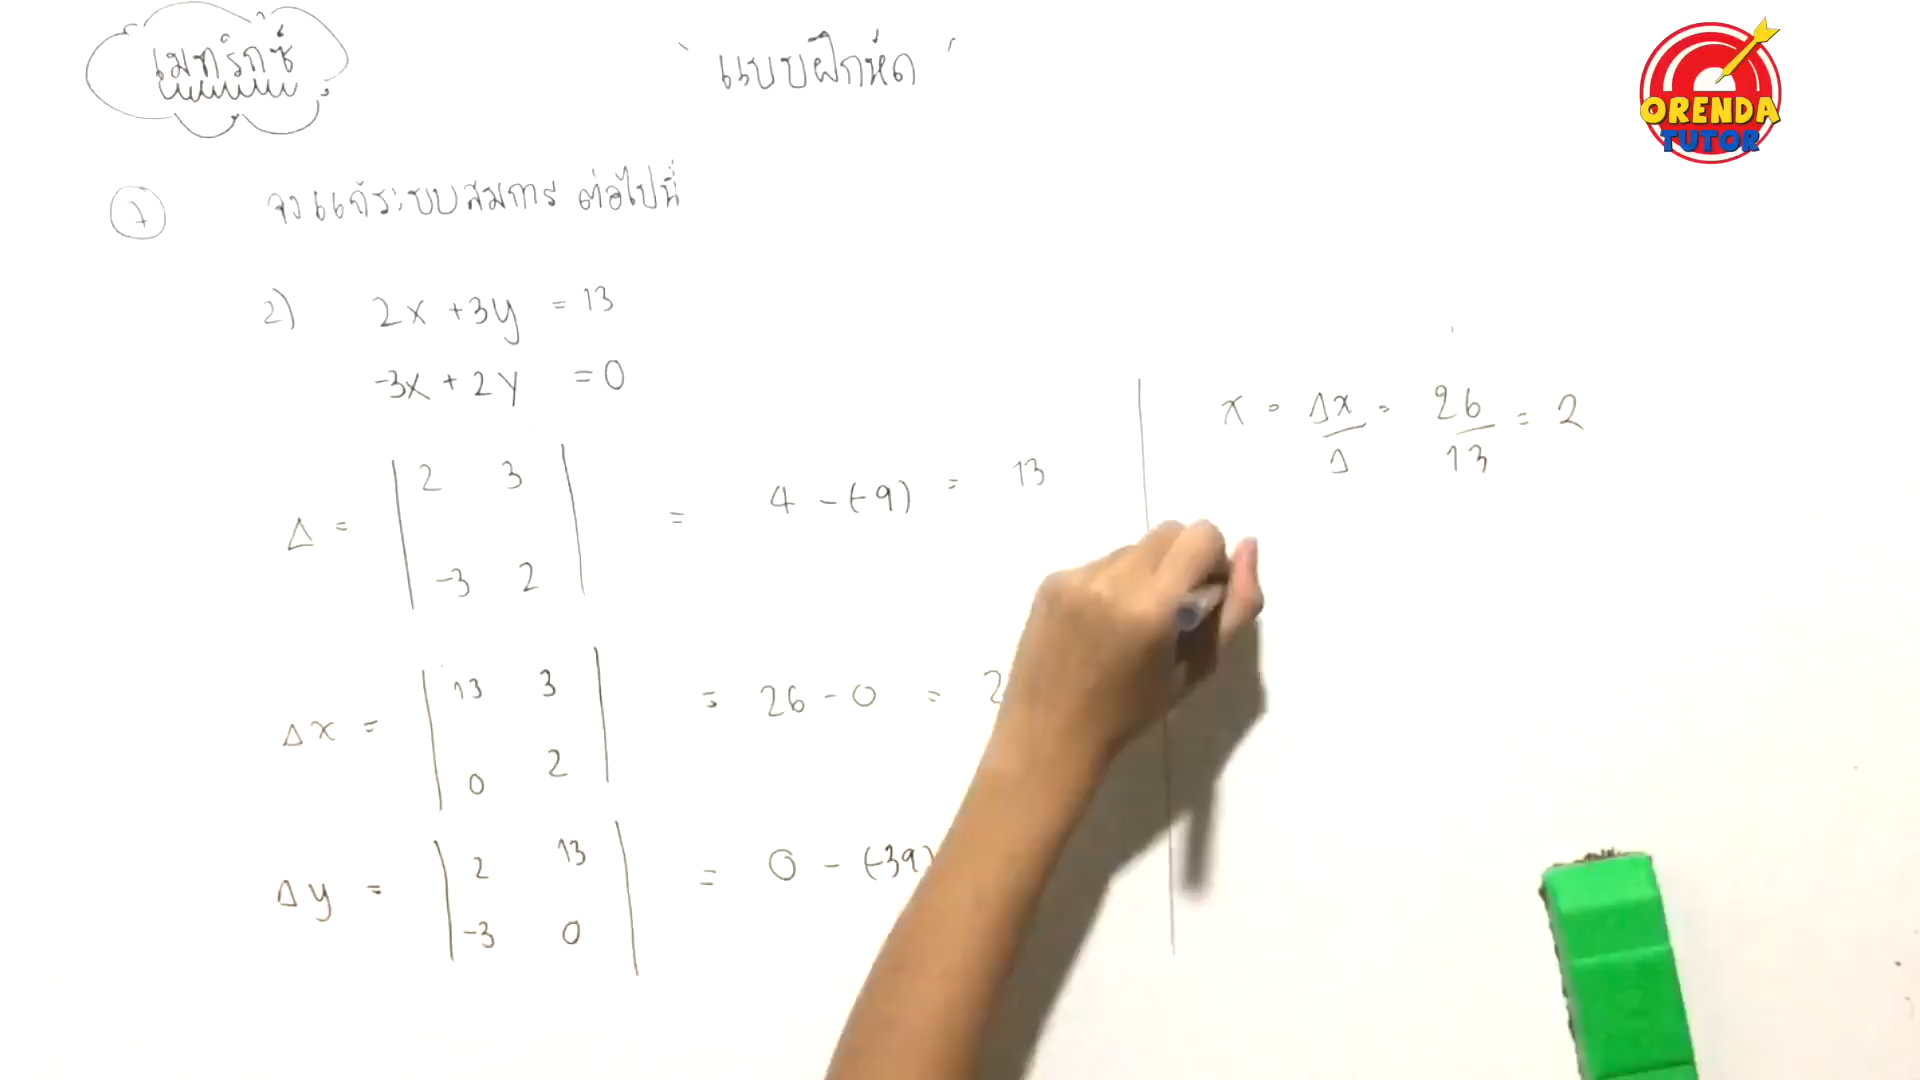 เมทริกซ์
" แบบฝึกหัด "
ORENDA
TUTOR
7 จงแก้ระบบสมการ ต่อไปนี้
2) 2x + 3y = 13
-3x + 2y = 0
Δ = | 2 3 | = 4 - (-9) = 13
| -3 2 |
Δx = | 13 3 | = 26 - 0 = 2
| 0 2 |
Δy = | 2 13 | = 0 - (-39)
| -3 0 |
x = Δx/Δ = 26/13 = 2